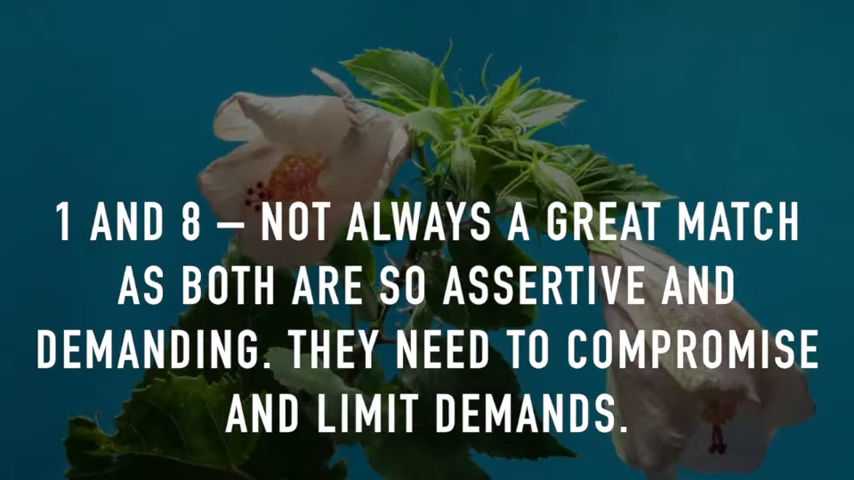 1 AND 8 – NOT ALWAYS A GREAT MATCH
AS BOTH ARE SO ASSERTIVE AND
DEMANDING. THEY NEED TO COMPROMISE
AND LIMIT DEMANDS.